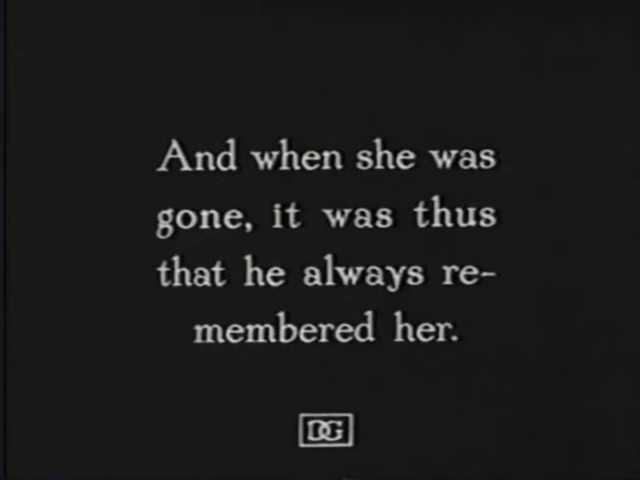 And when she was
gone, it was thus
that he always re-
membered her.
DG